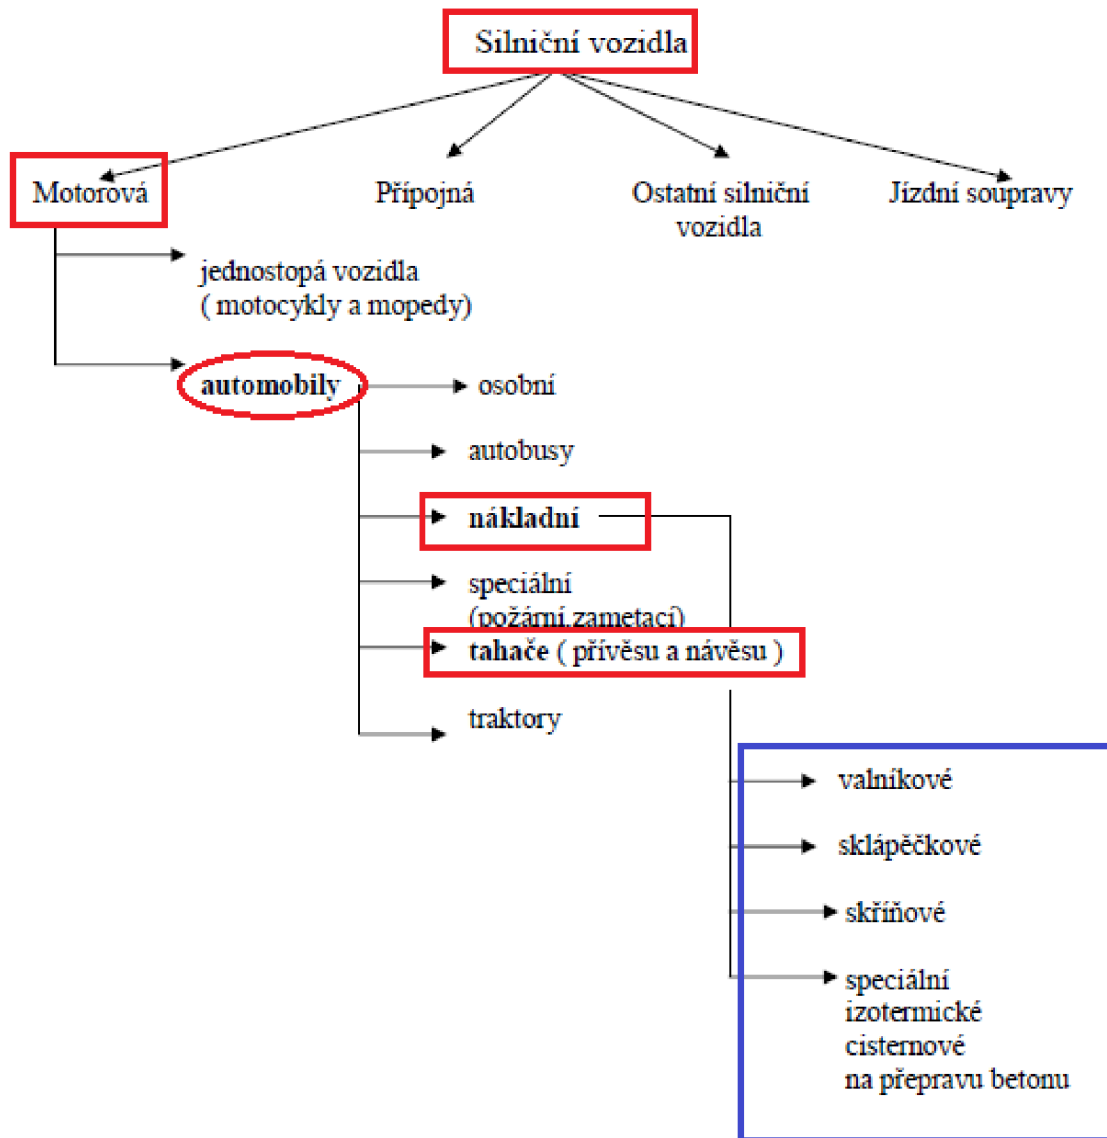 Silniční vozidla
Motorová
Přípojná
Ostatní silniční
vozidla
Jízdní soupravy
jednostopá vozidla
( motocykly a mopedy)
automobily
osobní
autobusy
nákladní
speciální
(požární,zametací)
tahače ( přívěsu a návěsu )
traktory
valníkové
sklápěčkové
skříňové
speciální
izotermické
cisternové
na přepravu betonu